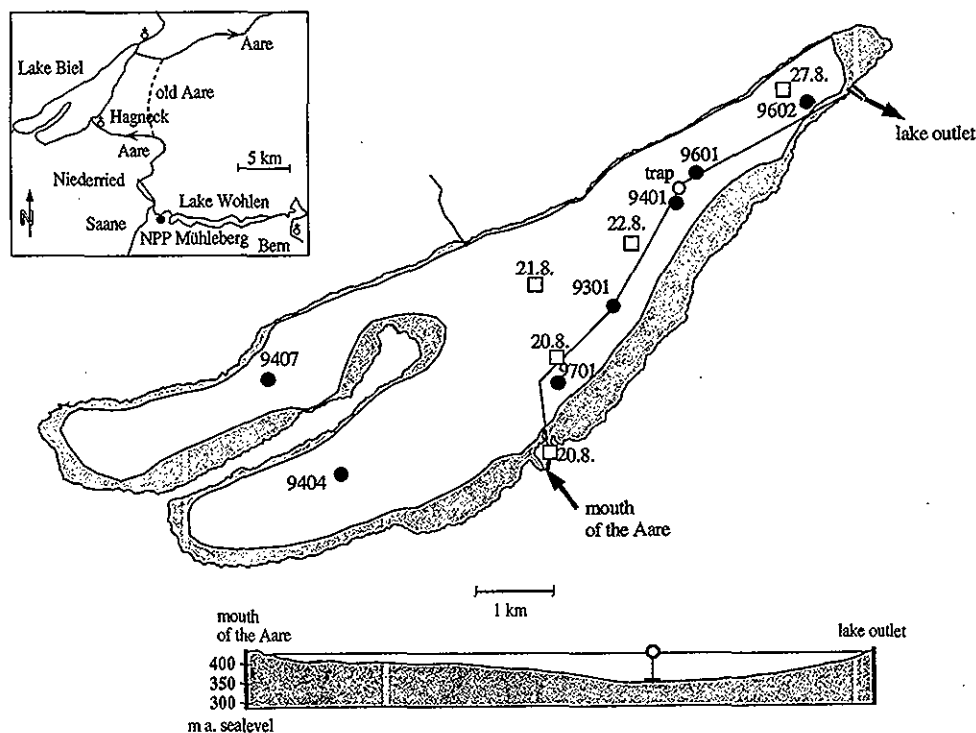 Lake Biel
Aare
old Aare
Hagneck
Aare
5 km
Niederried
N
Lake Wohlen
Saane
NPP Mühleberg
Bern
27.8.
9602
lake outlet
9601
trap
9401
22.8.
21.8.
9301
20.8.
9407
9701
20.8.
9404
mouth
of the Aare
1 km
mouth
of the Aare
lake outlet
400
350
300
m a. sealevel